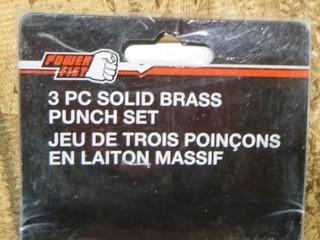 POWER
FIST
3 PC SOLID BRASS
PUNCH SET
JEU DE TROIS POINÇONS
EN LAITON MASSIF